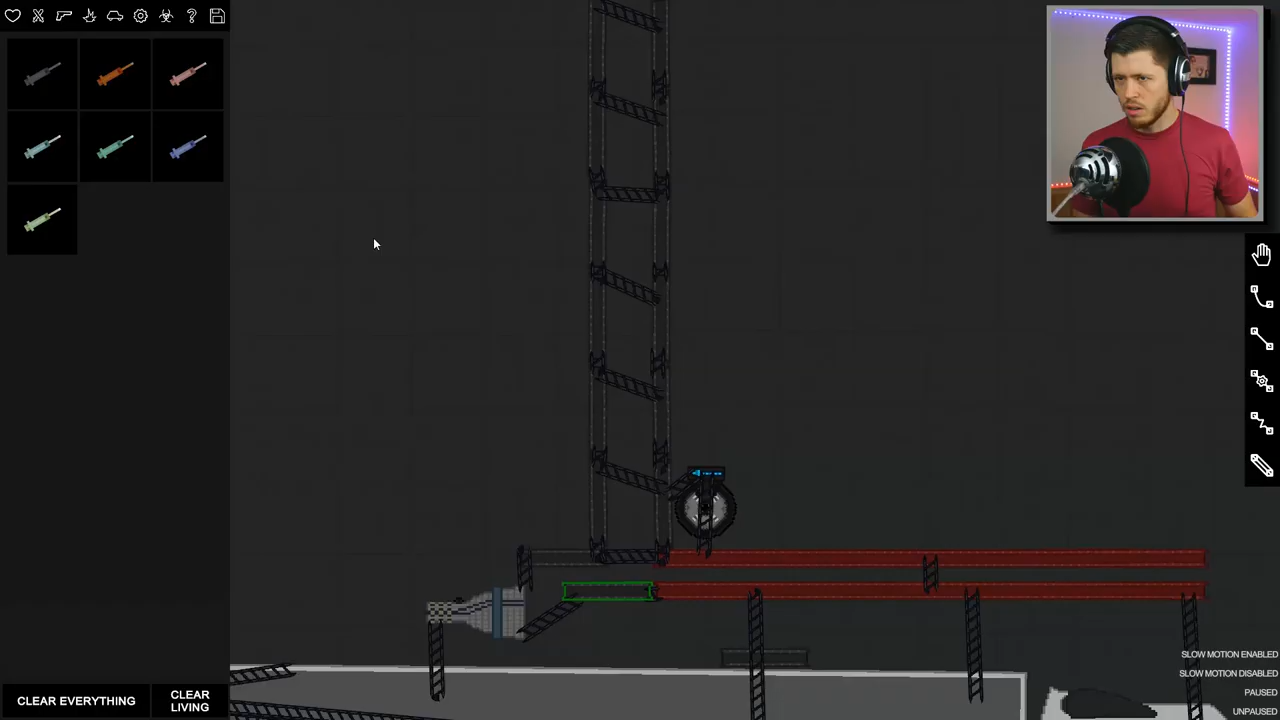 CLEAR EVERYTHING
CLEAR LIVING
SLOW MOTION ENABLED
SLOW MOTION DISABLED
PAUSED
UNPAUSED